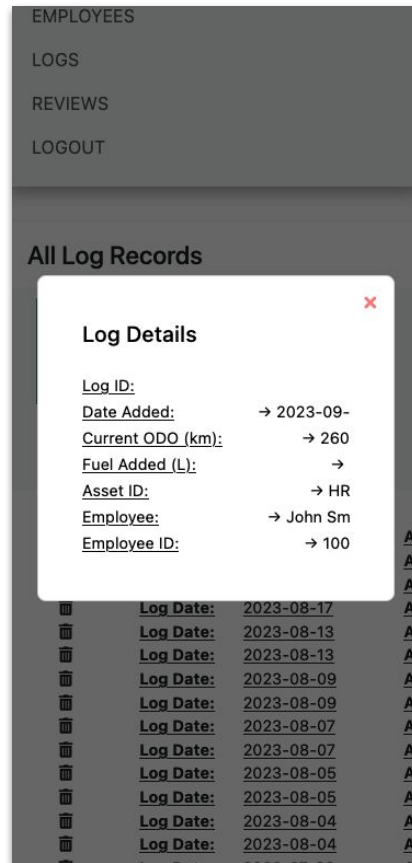 EMPLOYEES
LOGS
REVIEWS
LOGOUT
All Log Records
×
Log Details
Log ID:
Date Added: → 2023-09-
Current ODO (km): → 260
Fuel Added (L): →
Asset ID: → HR
Employee: → John Sm
Employee ID: → 100
A
A
A
Log Date: 2023-08-17 A
Log Date: 2023-08-13 A
Log Date: 2023-08-13 A
Log Date: 2023-08-09 A
Log Date: 2023-08-09 A
Log Date: 2023-08-07 A
Log Date: 2023-08-07 A
Log Date: 2023-08-05 A
Log Date: 2023-08-05 A
Log Date: 2023-08-04 A
Log Date: 2023-08-04 A